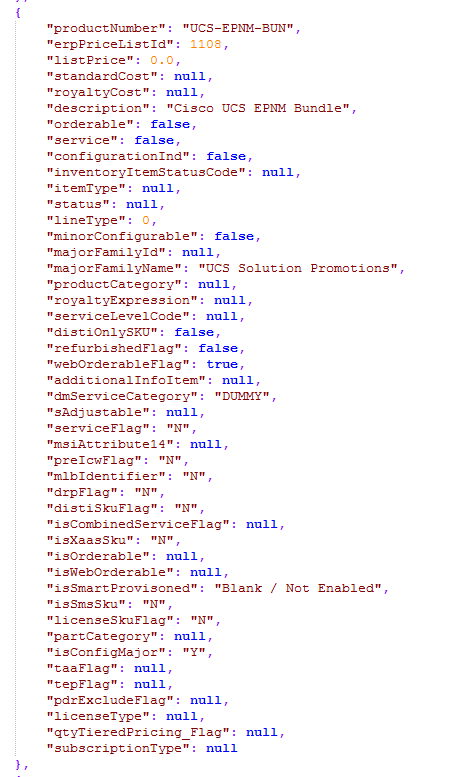 {
"productNumber": "UCS-EPNM-BUN",
"erpPriceListId": 1108,
"listPrice": 0.0,
"standardCost": null,
"royaltyCost": null,
"description": "Cisco UCS EPNM Bundle",
"orderable": false,
"service": false,
"configurationInd": false,
"inventoryItemStatusCode": null,
"itemType": null,
"status": null,
"lineType": 0,
"minorConfigurable": false,
"majorFamilyId": null,
"majorFamilyName": "UCS Solution Promotions",
"productCategory": null,
"royaltyExpression": null,
"serviceLevelCode": null,
"distiOnlySKU": false,
"refurbishedFlag": false,
"webOrderableFlag": true,
"additionalInfoItem": null,
"dmServiceCategory": "DUMMY",
"sAdjustable": null,
"serviceFlag": "N",
"msiAttribute14": null,
"preIcwFlag": "N",
"mlbIdentifier": "N",
"drpFlag": "N",
"distiSkuFlag": "N",
"isCombinedServiceFlag": null,
"isXaasSku": "N",
"isOrderable": null,
"isWebOrderable": null,
"isSmartProvisoned": "Blank / Not Enabled",
"isSmsSku": "N",
"licenseSkuFlag": "N",
"partCategory": null,
"isConfigMajor": "Y",
"taaFlag": null,
"tepFlag": null,
"pdrExcludeFlag": null,
"licenseType": null,
"qtyTieredPricing_Flag": null,
"subscriptionType": null
},